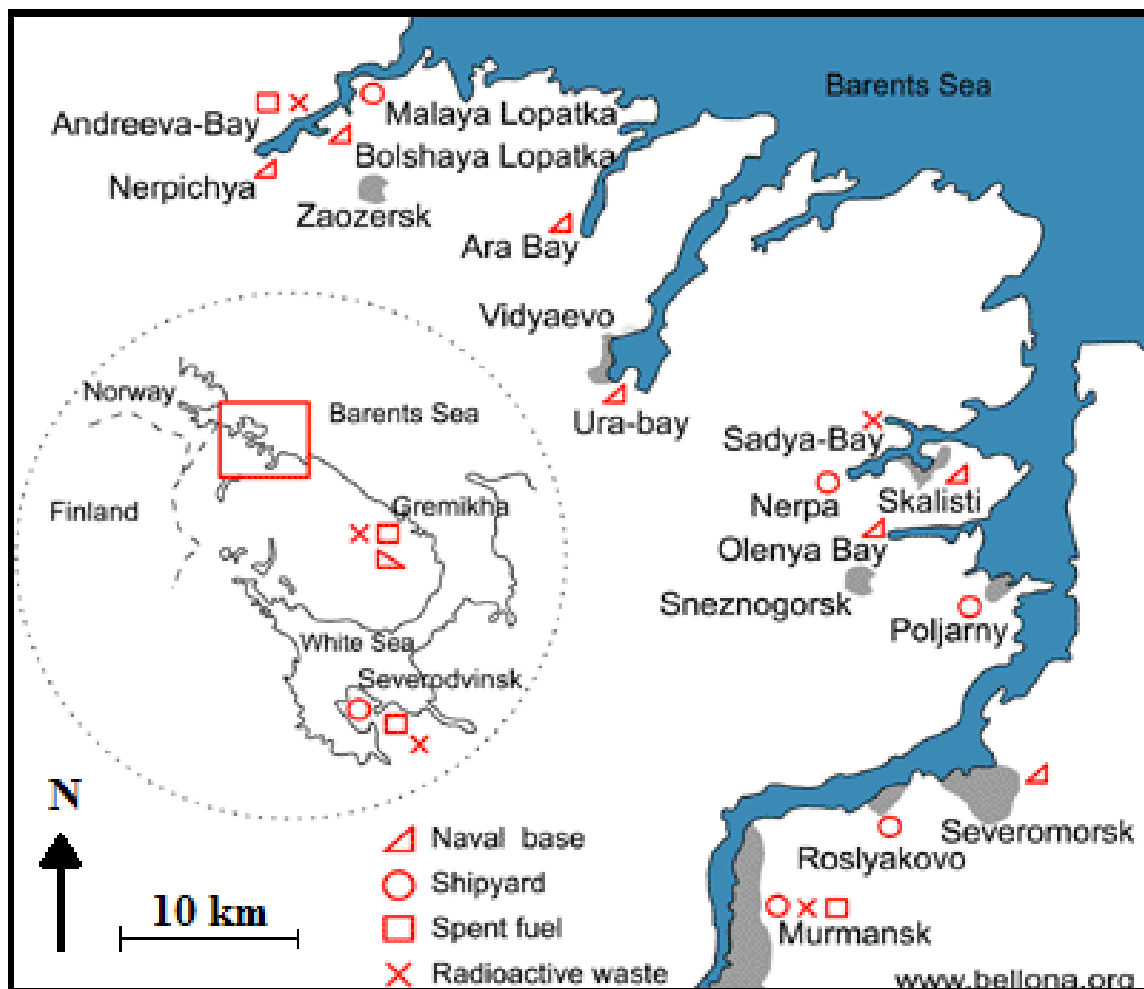 Barents Sea
Andreeva-Bay
Malaya Lopatka
Bolshaya Lopatka
Nerpichya
Zaozersk
Ara Bay
Vidyaevo
Ura-bay
Norway
Barents Sea
Finland
Gremikha
White Sea
Severodvinsk
Sadya-Bay
Nerpa
Skalisti
Olenya Bay
Sneznogorsk
Poljarny
Severomorsk
Roslyakovo
Murmansk
N
10 km
Naval base
Shipyard
Spent fuel
Radioactive waste
www.bellona.org